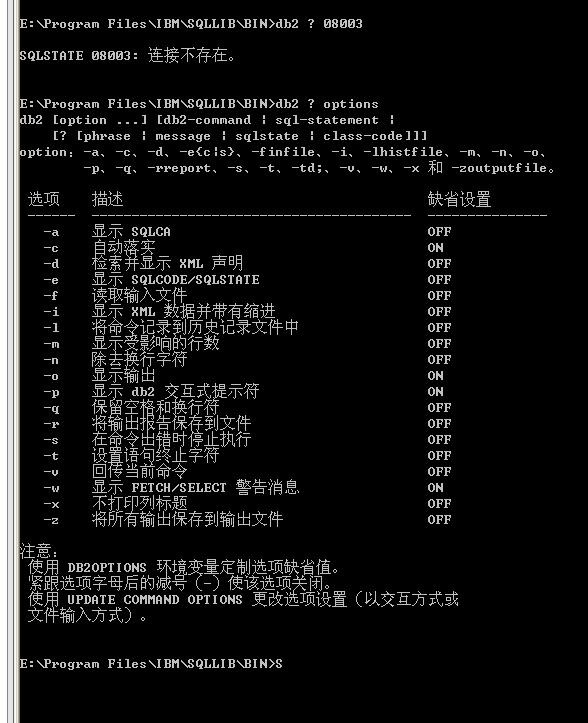 E:\Program Files\IBM\SQLLIB\BIN>db2 ? 08003
SQLSTATE 08003: 连接不存在。
E:\Program Files\IBM\SQLLIB\BIN>db2 ? options
db2 [option ...] [db2-command | sql-statement |
[? [phrase | message | sqlstate | class-code]]]
option：-a、-c、-d、-e{c|s}、-finfile、-i、-lhistfile、-m、-n、-o、
-p、-q、-rreport、-s、-t、-td;、-v、-w、-x 和 -zoutputfile。
选项 描述 缺省设置
------ ---------------------------------------- ---------------
-a 显示 SQLCA OFF
-c 自动落实 ON
-d 检索并显示 XML 声明 OFF
-e 显示 SQLCODE/SQLSTATE OFF
-f 读取输入文件 OFF
-i 显示 XML 数据并带有缩进 OFF
-l 将命令记录到历史记录文件中 OFF
-m 显示受影响的行数 OFF
-n 除去换行字符 OFF
-o 显示输出 ON
-p 显示 db2 交互式提示符 ON
-q 保留空格和换行符 OFF
-r 将输出报告保存到文件 OFF
-s 在命令出错时停止执行 OFF
-t 设置语句终止字符 OFF
-v 回传当前命令 OFF
-w 显示 FETCH/SELECT 警告消息 ON
-x 不打印列标题 OFF
-z 将所有输出保存到输出文件 OFF
注意：
使用 DB2OPTIONS 环境变量定制选项缺省值。
紧跟选项字母后的减号（-）使该选项关闭。
使用 UPDATE COMMAND OPTIONS 更改选项设置（以交互方式或
文件输入方式）。
E:\Program Files\IBM\SQLLIB\BIN>S